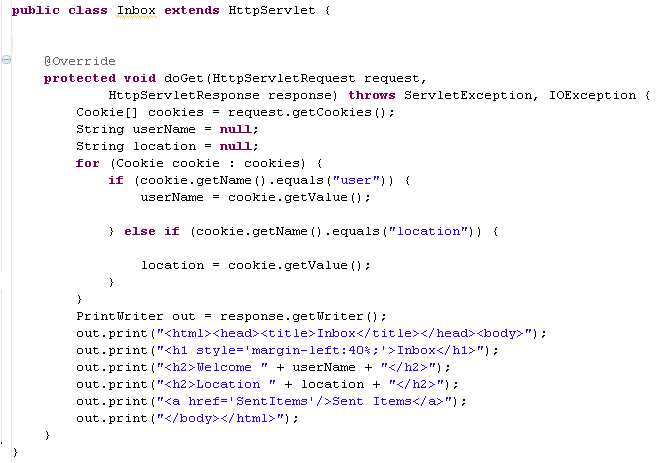 public class Inbox extends HttpServlet {
@Override
protected void doGet(HttpServletRequest request,
HttpServletResponse response) throws ServletException, IOException {
Cookie[] cookies = request.getCookies();
String userName = null;
String location = null;
for (Cookie cookie : cookies) {
if (cookie.getName().equals("user")) {
userName = cookie.getValue();
} else if (cookie.getName().equals("location")) {
location = cookie.getValue();
}
}
PrintWriter out = response.getWriter();
out.print("<html><head><title>Inbox</title></head><body>");
out.print("<h1 style='margin-left:40%;'>Inbox</h1>");
out.print("<h2>Welcome " + userName + "</h2>");
out.print("<h2>Location " + location + "</h2>");
out.print("<a href='SentItems'/>Sent Items</a>");
out.print("</body></html>");
}
}